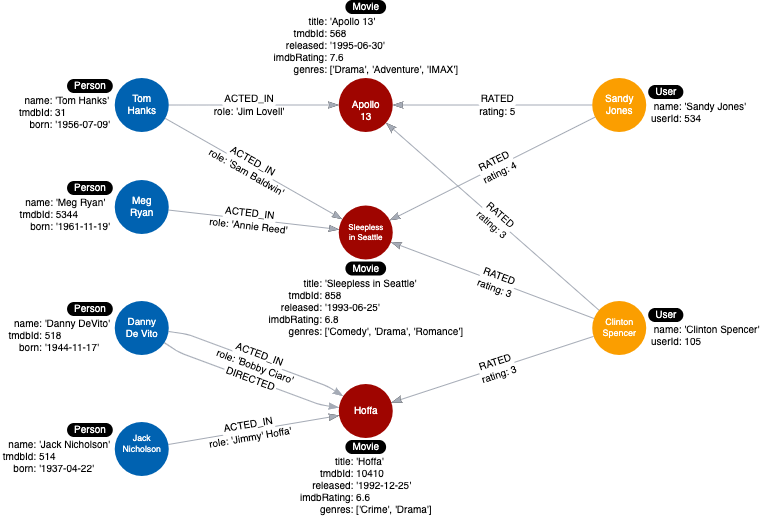 Movie
title: 'Apollo 13'
tmdbId: 568
released: '1995-06-30'
imdbRating: 7.6
genres: ['Drama', 'Adventure', 'IMAX']
Person
name: 'Tom Hanks'
tmdbId: 31
born: '1956-07-09'
Tom
Hanks
ACTED_IN
role: 'Jim Lovell'
Apollo
13
RATED
rating: 5
Sandy
Jones
User
name: 'Sandy Jones'
userId: 534
ACTED_IN
role: 'Sam Baldwin'
RATED
rating: 4
Person
name: 'Meg Ryan'
tmdbId: 5344
born: '1961-11-19'
Meg
Ryan
ACTED_IN
role: 'Annie Reed'
Sleepless
in Seattle
RATED
rating: 3
Movie
title: 'Sleepless in Seattle'
tmdbId: 858
released: '1993-06-25'
imdbRating: 6.8
genres: ['Comedy', 'Drama', 'Romance']
RATED
rating: 3
Person
name: 'Danny DeVito'
tmdbId: 518
born: '1944-11-17'
Danny
De Vito
ACTED_IN
role: 'Bobby Ciaro'
DIRECTED
Clinton
Spencer
User
name: 'Clinton Spencer'
userId: 105
RATED
rating: 3
Hoffa
Person
name: 'Jack Nicholson'
tmdbId: 514
born: '1937-04-22'
Jack
Nicholson
ACTED_IN
role: 'Jimmy' Hoffa'
Movie
title: 'Hoffa'
tmdbId: 10410
released: '1992-12-25'
imdbRating: 6.6
genres: ['Crime', 'Drama']